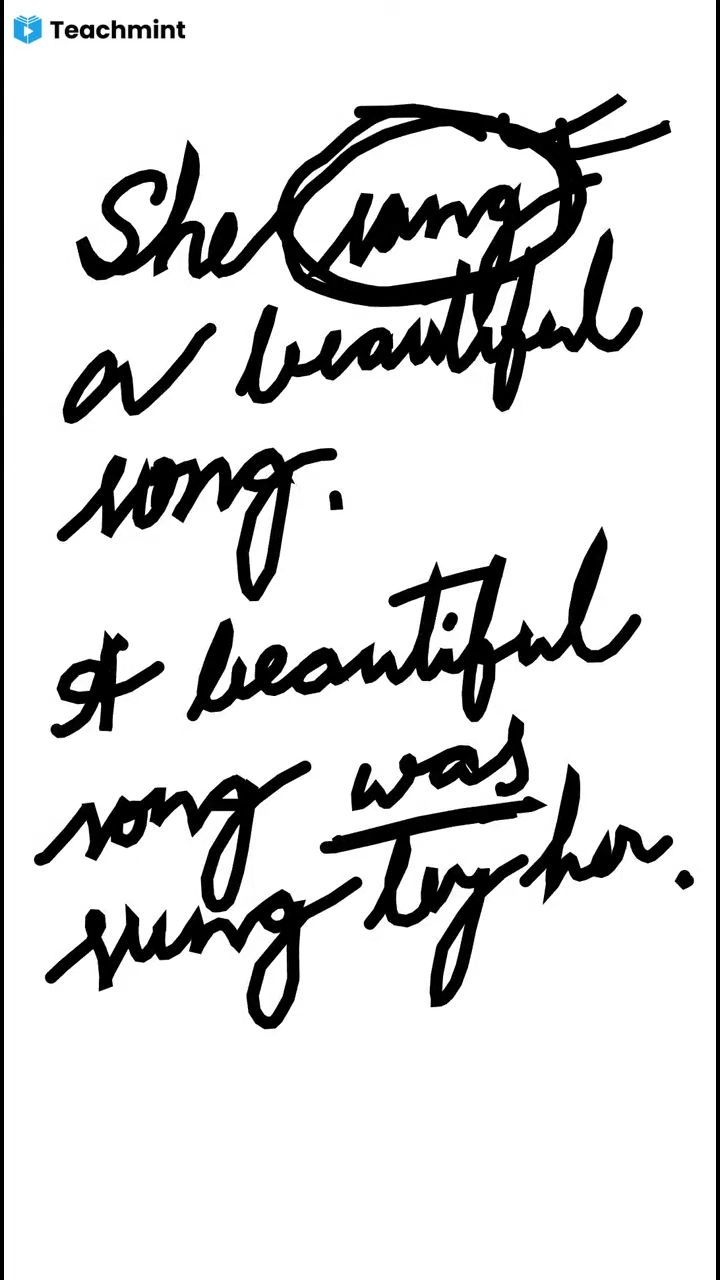 Teachmint
She sang
a beautiful
song.
A beautiful
song was
sung by her.